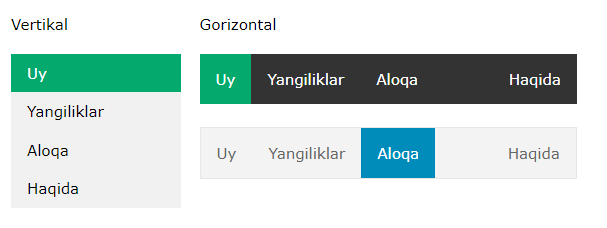 Vertikal
Uy
Yangiliklar
Aloqa
Haqida
Gorizontal
Uy Yangiliklar Aloqa Haqida
Uy Yangiliklar Aloqa Haqida